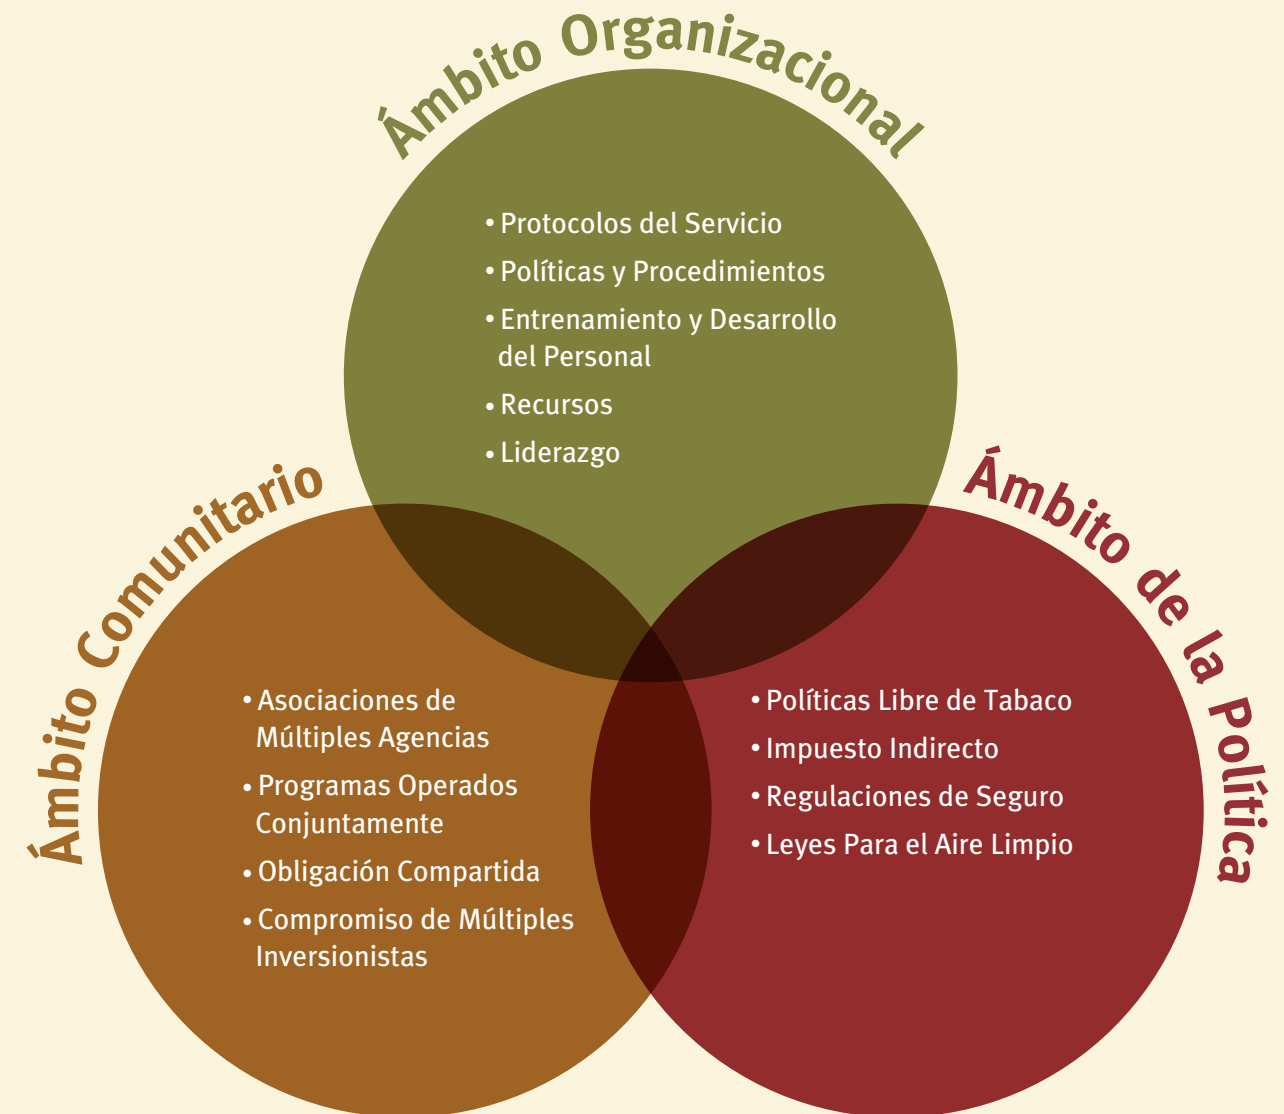 Ámbito Organizacional
• Protocolos del Servicio
• Políticas y Procedimientos
• Entrenamiento y Desarrollo
del Personal
• Recursos
• Liderazgo
Ámbito Comunitario
• Asociaciones de
Múltiples Agencias
• Programas Operados
Conjuntamente
• Obligación Compartida
• Compromiso de Múltiples
Inversionistas
Ámbito de la Política
• Políticas Libre de Tabaco
• Impuesto Indirecto
• Regulaciones de Seguro
• Leyes Para el Aire Limpio